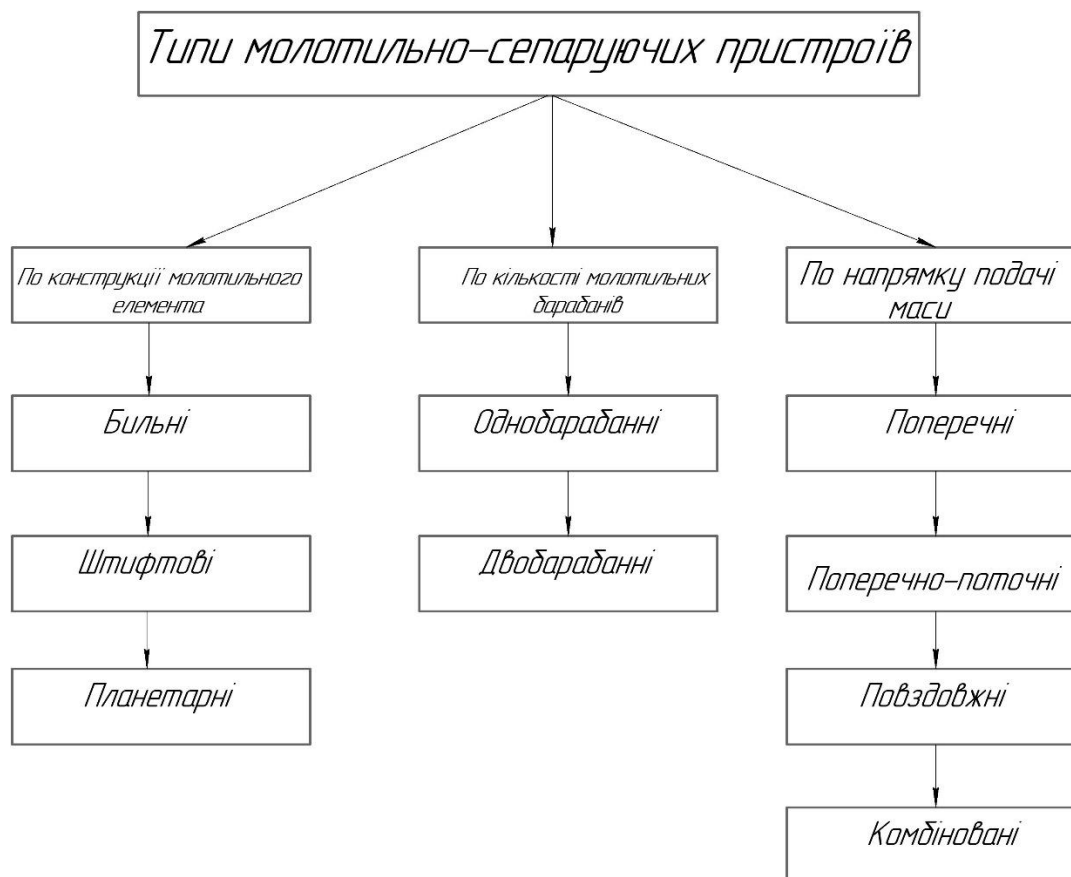 Типи молотильно-сепаруючих пристроїв
По конструкції молотильного
елемента
Бильні
Штифтові
Планетарні
По кількості молотильних
барабанів
Однобарабанні
Двобарабанні
По напрямку подачі
маси
Поперечні
Поперечно-поточні
Повздовжні
Комбіновані